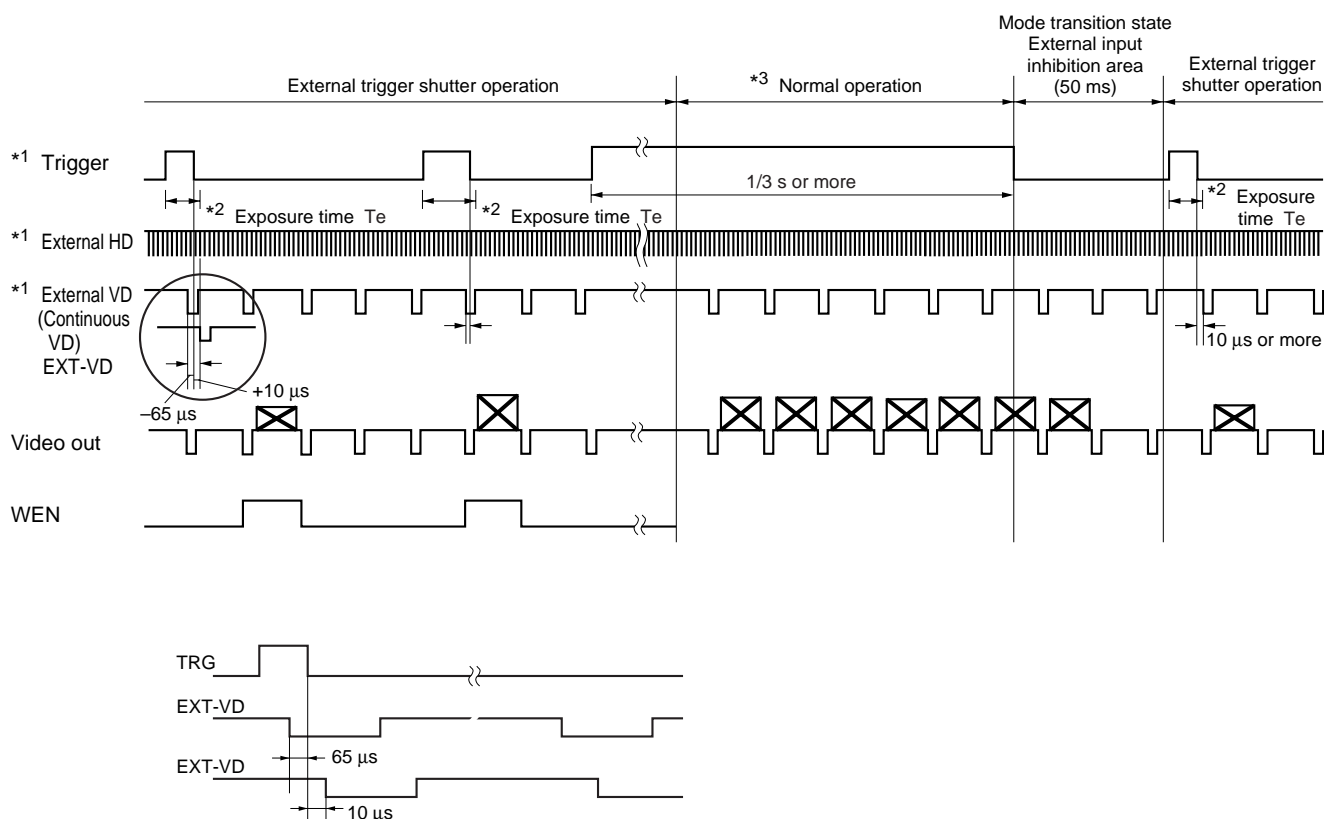 Mode transition state
External input
inhibition area
(50 ms)
External trigger shutter operation
*3 Normal operation
External trigger
shutter operation
*1 Trigger
1/3 s or more
*2 Exposure time Te
*2 Exposure time Te
*2 Exposure
time Te
*1 External HD
*1 External VD
(Continuous
VD)
EXT-VD
10 µs or more
+10 µs
–65 µs
Video out
WEN
TRG
EXT-VD
65 µs
EXT-VD
10 µs